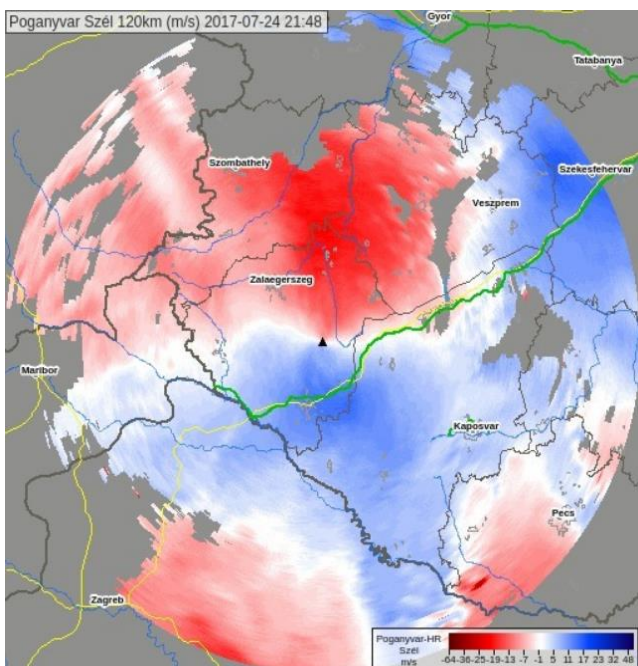 Poganyvar Szél 120km (m/s) 2017-07-24 21:48
Gyor
Tatabanya
Szombathely
Szekesfehervar
Veszprem
Zalaegerszeg
Maribor
Kaposvar
Pecs
Zagreb
Poganyvar-HR
Szél
m/s
-64-36-25-19-13 -7 -1 5 11 17 23 32 48